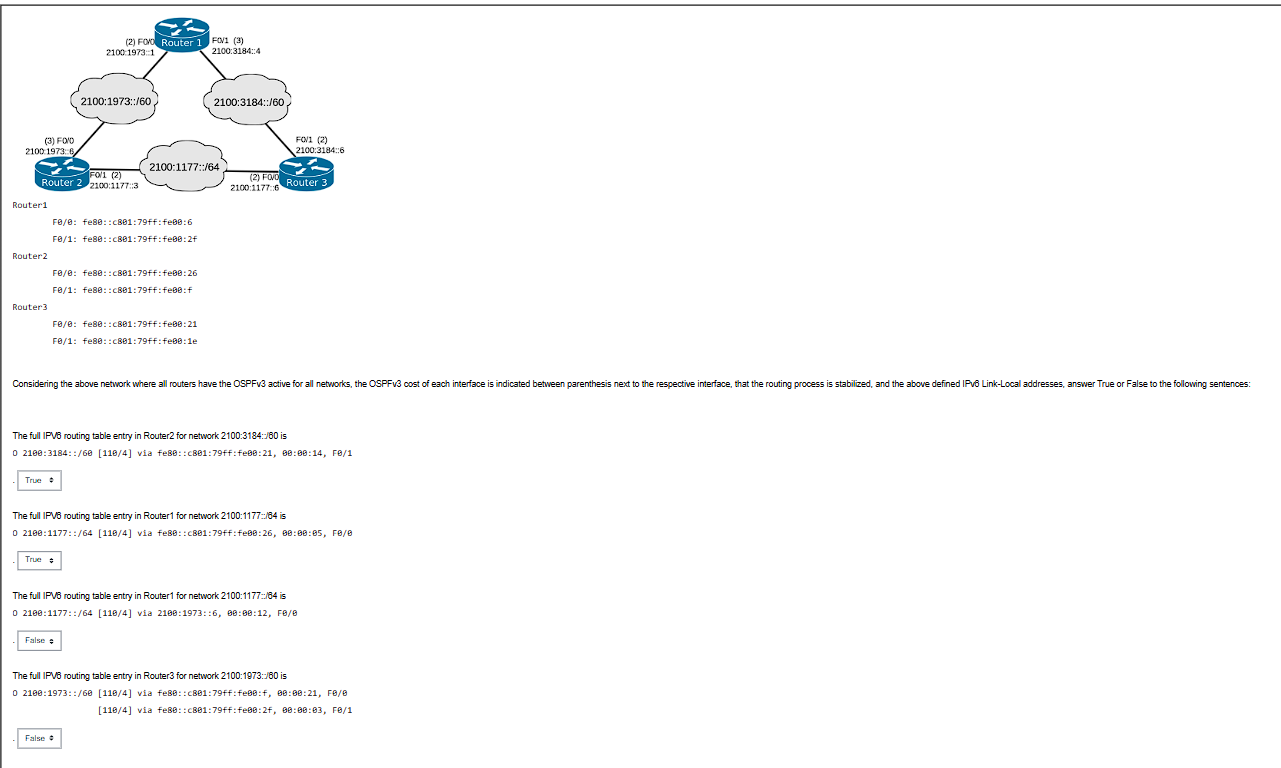 Router 1
(2) F0/0
2100:1973::1
F0/1 (3)
2100:3184::4
2100:1973::/60
2100:3184::/60
(3) F0/0
2100:1973::6
F0/1 (2)
2100:3184::6
2100:1177::/64
Router 2
F0/1 (2)
2100:1177::3
(2) F0/0
2100:1177::6
Router 3
Router1
F0/0: fe80::c801:79ff:fe00:6
F0/1: fe80::c801:79ff:fe00:2f
Router2
F0/0: fe80::c801:79ff:fe00:26
F0/1: fe80::c801:79ff:fe00:f
Router3
F0/0: fe80::c801:79ff:fe00:21
F0/1: fe80::c801:79ff:fe00:1e
Considering the above network where all routers have the OSPFv3 active for all networks, the OSPFv3 cost of each interface is indicated between parenthesis next to the respective interface, that the routing process is stabilized, and the above defined IPv6 Link-Local addresses, answer True or False to the following sentences:
The full IPV6 routing table entry in Router2 for network 2100:3184::/60 is
O 2100:3184::/60 [110/4] via fe80::c801:79ff:fe00:21, 00:00:14, F0/1
. True
The full IPV6 routing table entry in Router1 for network 2100:1177::/64 is
O 2100:1177::/64 [110/4] via fe80::c801:79ff:fe00:26, 00:00:05, F0/0
. True
The full IPV6 routing table entry in Router1 for network 2100:1177::/64 is
O 2100:1177::/64 [110/4] via 2100:1973::6, 00:00:12, F0/0
. False
The full IPV6 routing table entry in Router3 for network 2100:1973::/60 is
O 2100:1973::/60 [110/4] via fe80::c801:79ff:fe00:f, 00:00:21, F0/0
[110/4] via fe80::c801:79ff:fe00:2f, 00:00:03, F0/1
. False